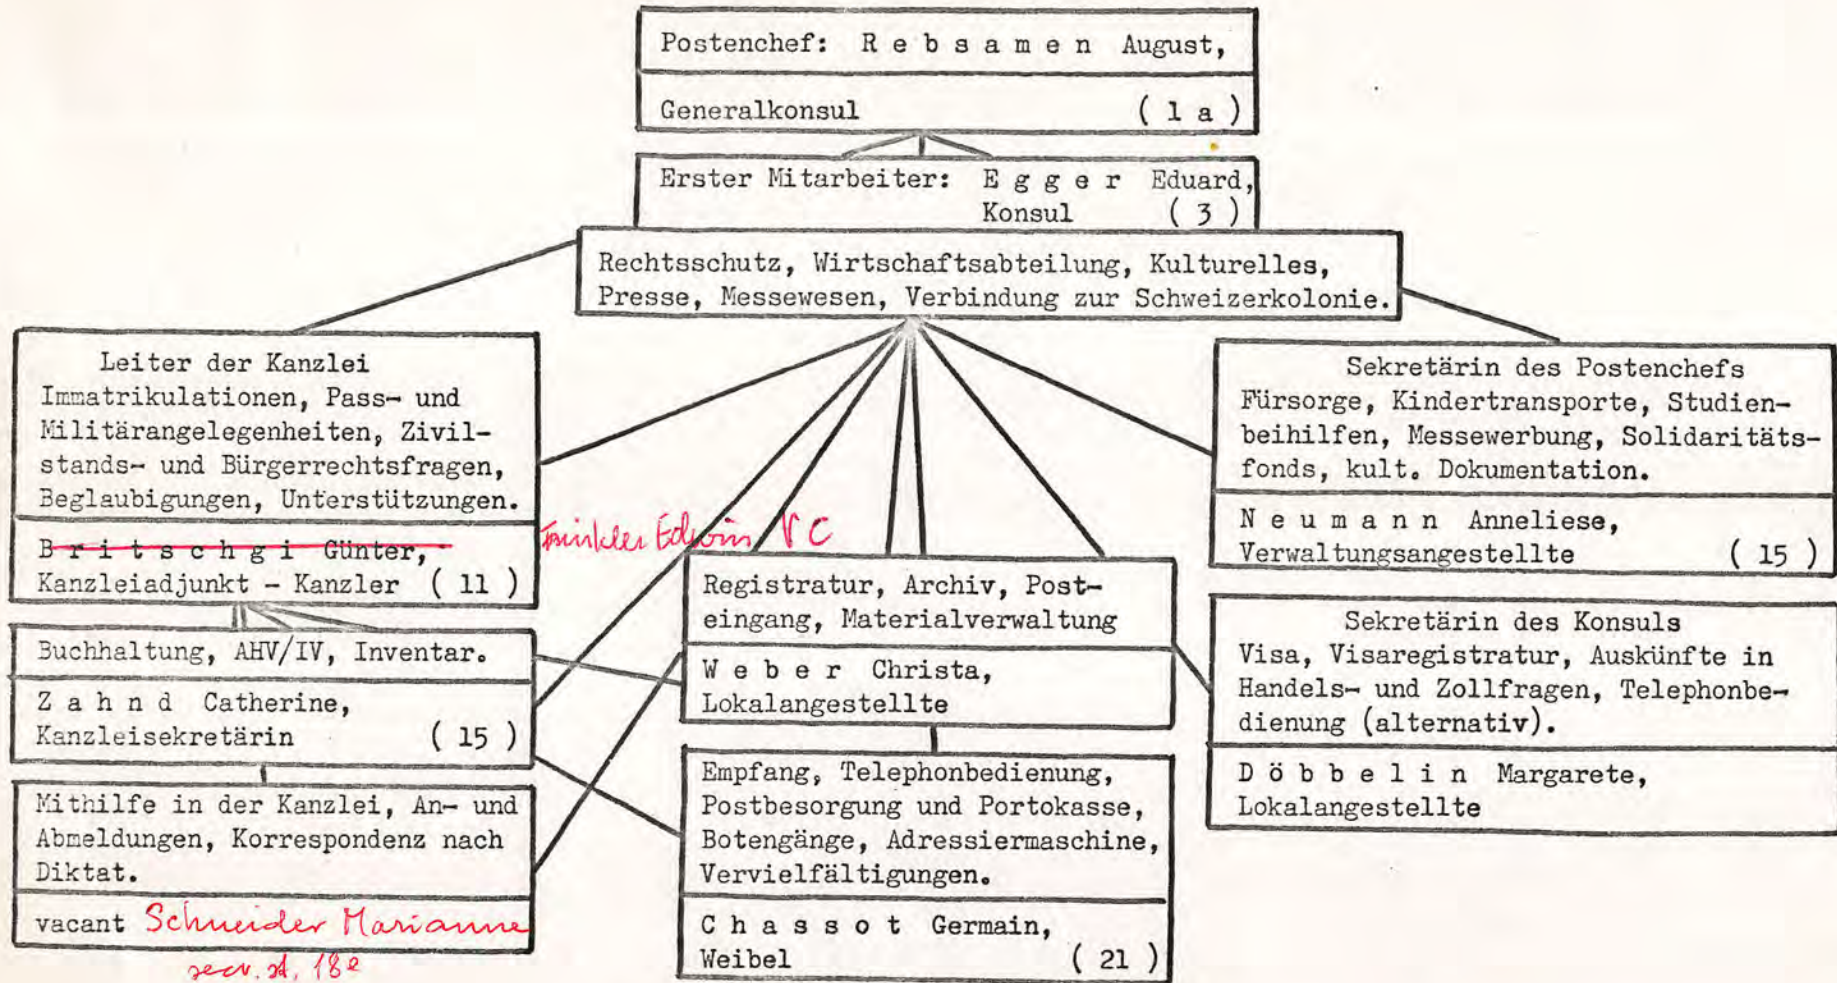 Postenchef: R e b s a m e n August,
Generalkonsul ( 1 a )
Erster Mitarbeiter: E g g e r Eduard,
Konsul ( 3 )
Rechtsschutz, Wirtschaftsabteilung, Kulturelles,
Presse, Messewesen, Verbindung zur Schweizerkolonie.
Leiter der Kanzlei
Immatrikulationen, Pass- und
Militärangelegenheiten, Zivil-
stands- und Bürgerrechtsfragen,
Beglaubigungen, Unterstützungen.
B r i t s c h g i Günter,
Edwin VC
Kanzleiadjunkt - Kanzler ( 11 )
Buchhaltung, AHV/IV, Inventar.
Z a h n d Catherine,
Kanzleisekretärin ( 15 )
Mithilfe in der Kanzlei, An- und
Abmeldungen, Korrespondenz nach
Diktat.
vacant Schneider Marianne
18e
Registratur, Archiv, Post-
eingang, Materialverwaltung
W e b e r Christa,
Lokalangestellte
Empfang, Telephonbedienung,
Postbesorgung und Portokasse,
Botengänge, Adressiermaschine,
Vervielfältigungen.
C h a s s o t Germain,
Weibel ( 21 )
Sekretärin des Postenchefs
Fürsorge, Kindertransporte, Studien-
beihilfen, Messewerbung, Solidaritäts-
fonds, kult. Dokumentation.
N e u m a n n Anneliese,
Verwaltungsangestellte ( 15 )
Sekretärin des Konsuls
Visa, Visaregistratur, Auskünfte in
Handels- und Zollfragen, Telephonbe-
dienung (alternativ).
D ö b b e l i n Margarete,
Lokalangestellte